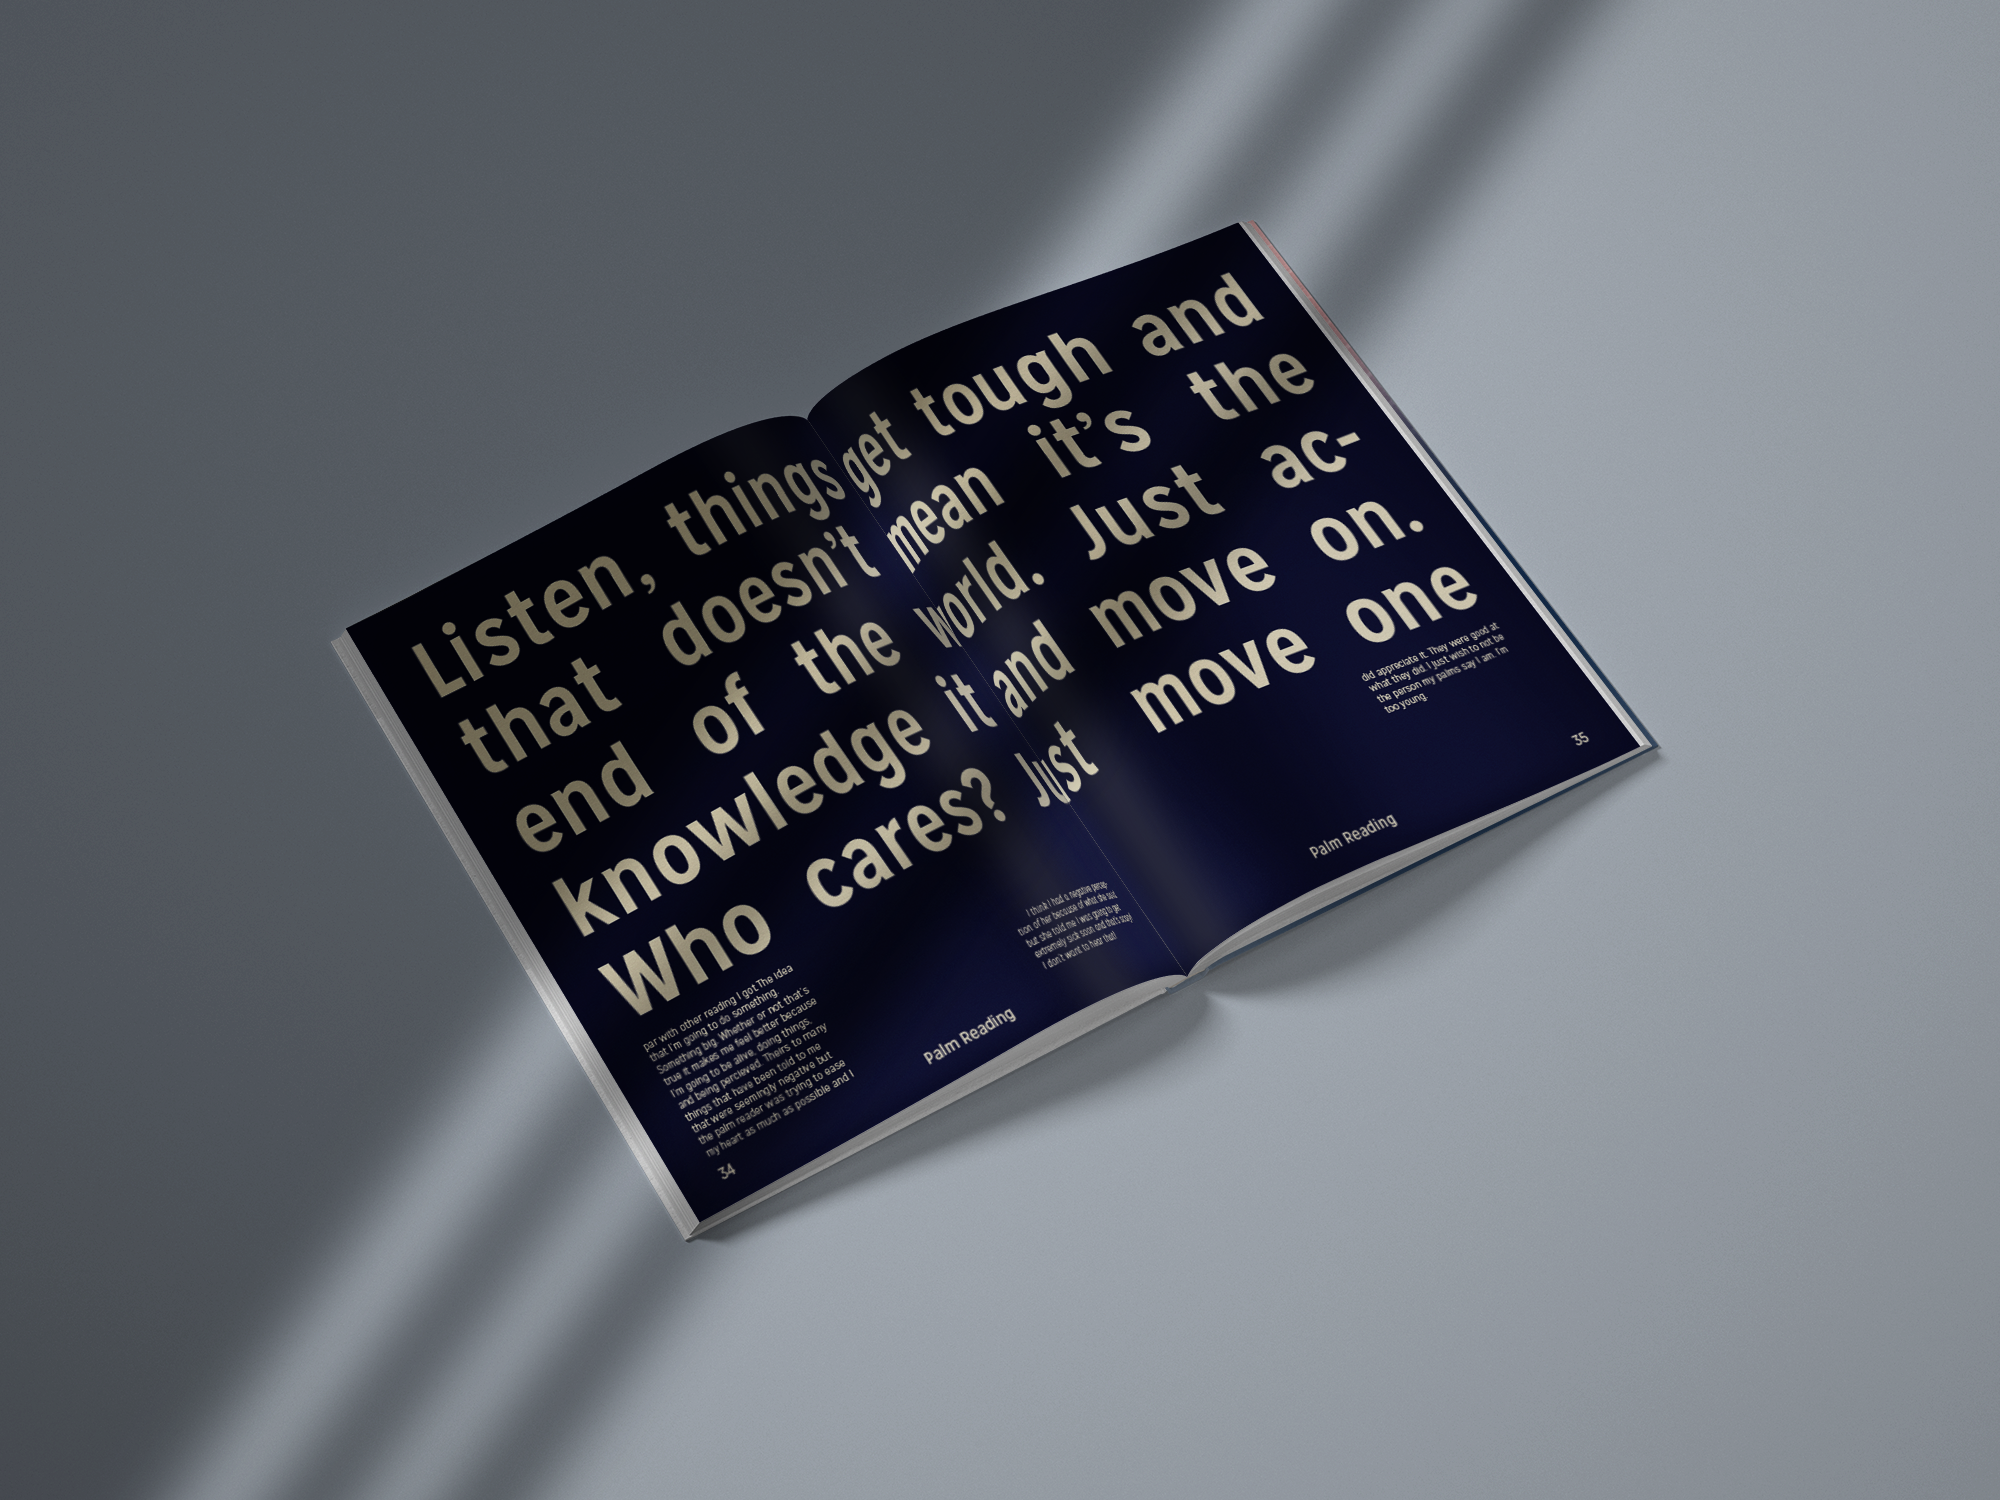 Listen, things get tough and
that doesn't mean it's the
end of the world. Just ac-
knowledge it and move on.
Who cares? Just move one
par with other reading I got.The Idea
that I'm going to do something.
Something big. Whether or not that's
true it makes me feel better because
I'm going to be alive, doing things,
and being percieved. Theirs to many
things that have been told to me
that were seemingly negative but
the palm reader was trying to ease
my heart as much as possible and I
34
Palm Reading
I think I had a negative percep-
tion of her because of what she said,
but she told me I was going to get
extremely sick soon and that's scary
I don't want to hear that!
did appreciate it. They were good at
what they did. I just wish to not be
the person my palms say I am. I'm
too young.
Palm Reading
35